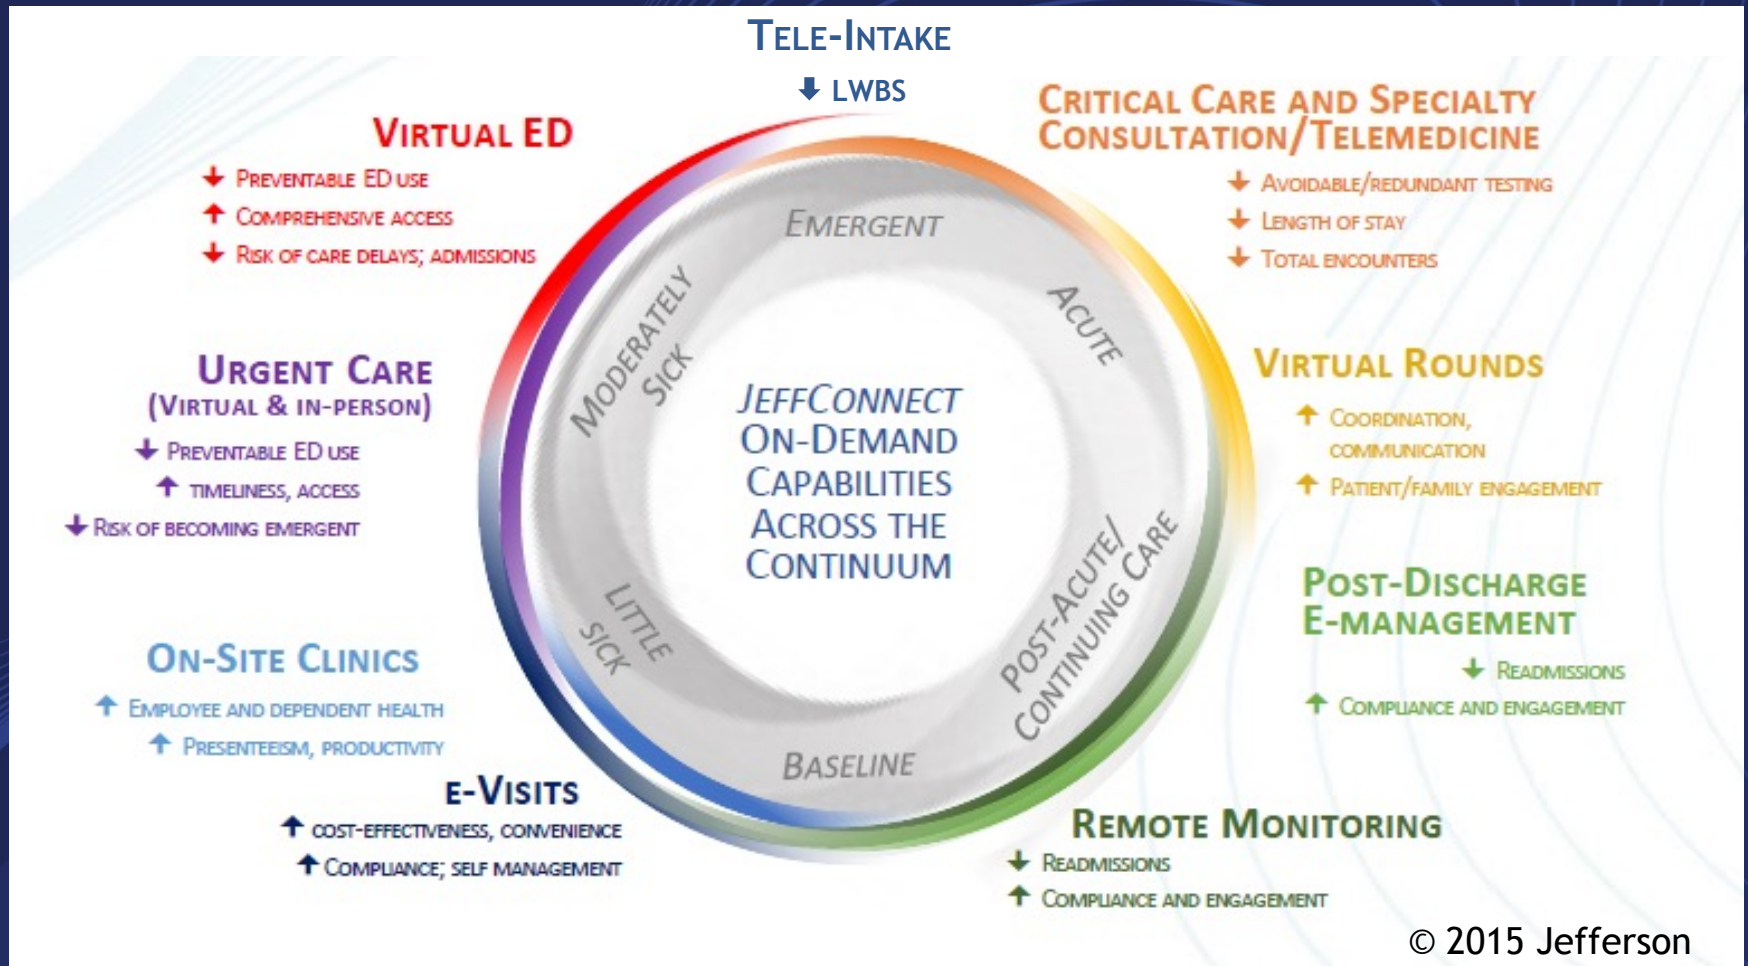 TELE-INTAKE
↓ LWBS
VIRTUAL ED
↓ PREVENTABLE ED USE
↑ COMPREHENSIVE ACCESS
↓ RISK OF CARE DELAYS; ADMISSIONS
CRITICAL CARE AND SPECIALTY
CONSULTATION/TELEMEDICINE
↓ AVOIDABLE/REDUNDANT TESTING
↓ LENGTH OF STAY
↓ TOTAL ENCOUNTERS
URGENT CARE
(VIRTUAL & IN-PERSON)
↓ PREVENTABLE ED USE
↑ TIMELINESS, ACCESS
↓ RISK OF BECOMING EMERGENT
VIRTUAL ROUNDS
↑ COORDINATION,
COMMUNICATION
↑ PATIENT/FAMILY ENGAGEMENT
EMERGENT
ACUTE
POST-ACUTE/
CONTINUING CARE
BASELINE
LITTLE
SICK
MODERATELY
SICK
JEFFCONNECT
ON-DEMAND
CAPABILITIES
ACROSS THE
CONTINUUM
ON-SITE CLINICS
↑ EMPLOYEE AND DEPENDENT HEALTH
↑ PRESENTEEISM, PRODUCTIVITY
POST-DISCHARGE
E-MANAGEMENT
↓ READMISSIONS
↑ COMPLIANCE AND ENGAGEMENT
E-VISITS
↑ COST-EFFECTIVENESS, CONVENIENCE
↑ COMPLIANCE; SELF MANAGEMENT
REMOTE MONITORING
↓ READMISSIONS
↑ COMPLIANCE AND ENGAGEMENT
© 2015 Jefferson